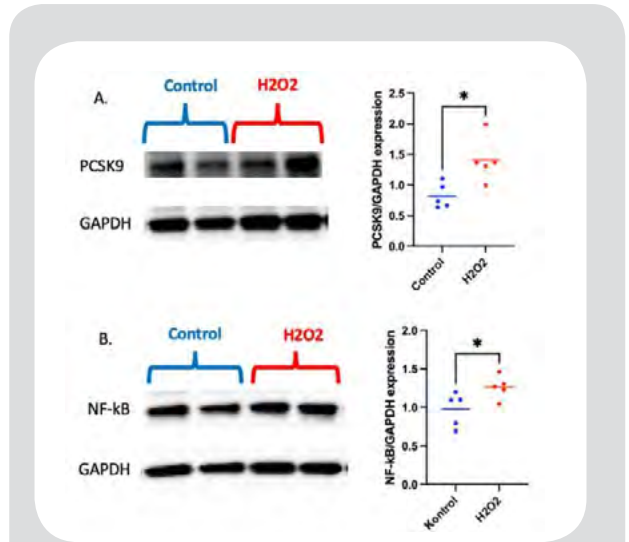 A.
Control
H2O2
PCSK9
GAPDH
PCSK9/GAPDH expression
2.5
2.0
1.5
1.0
0.5
0.0
*
Control
H2O2
B.
Control
H2O2
NF-kB
GAPDH
NF-kB/GAPDH expression
2.0
1.5
1.0
0.5
0.0
*
Kontrol
H2O2